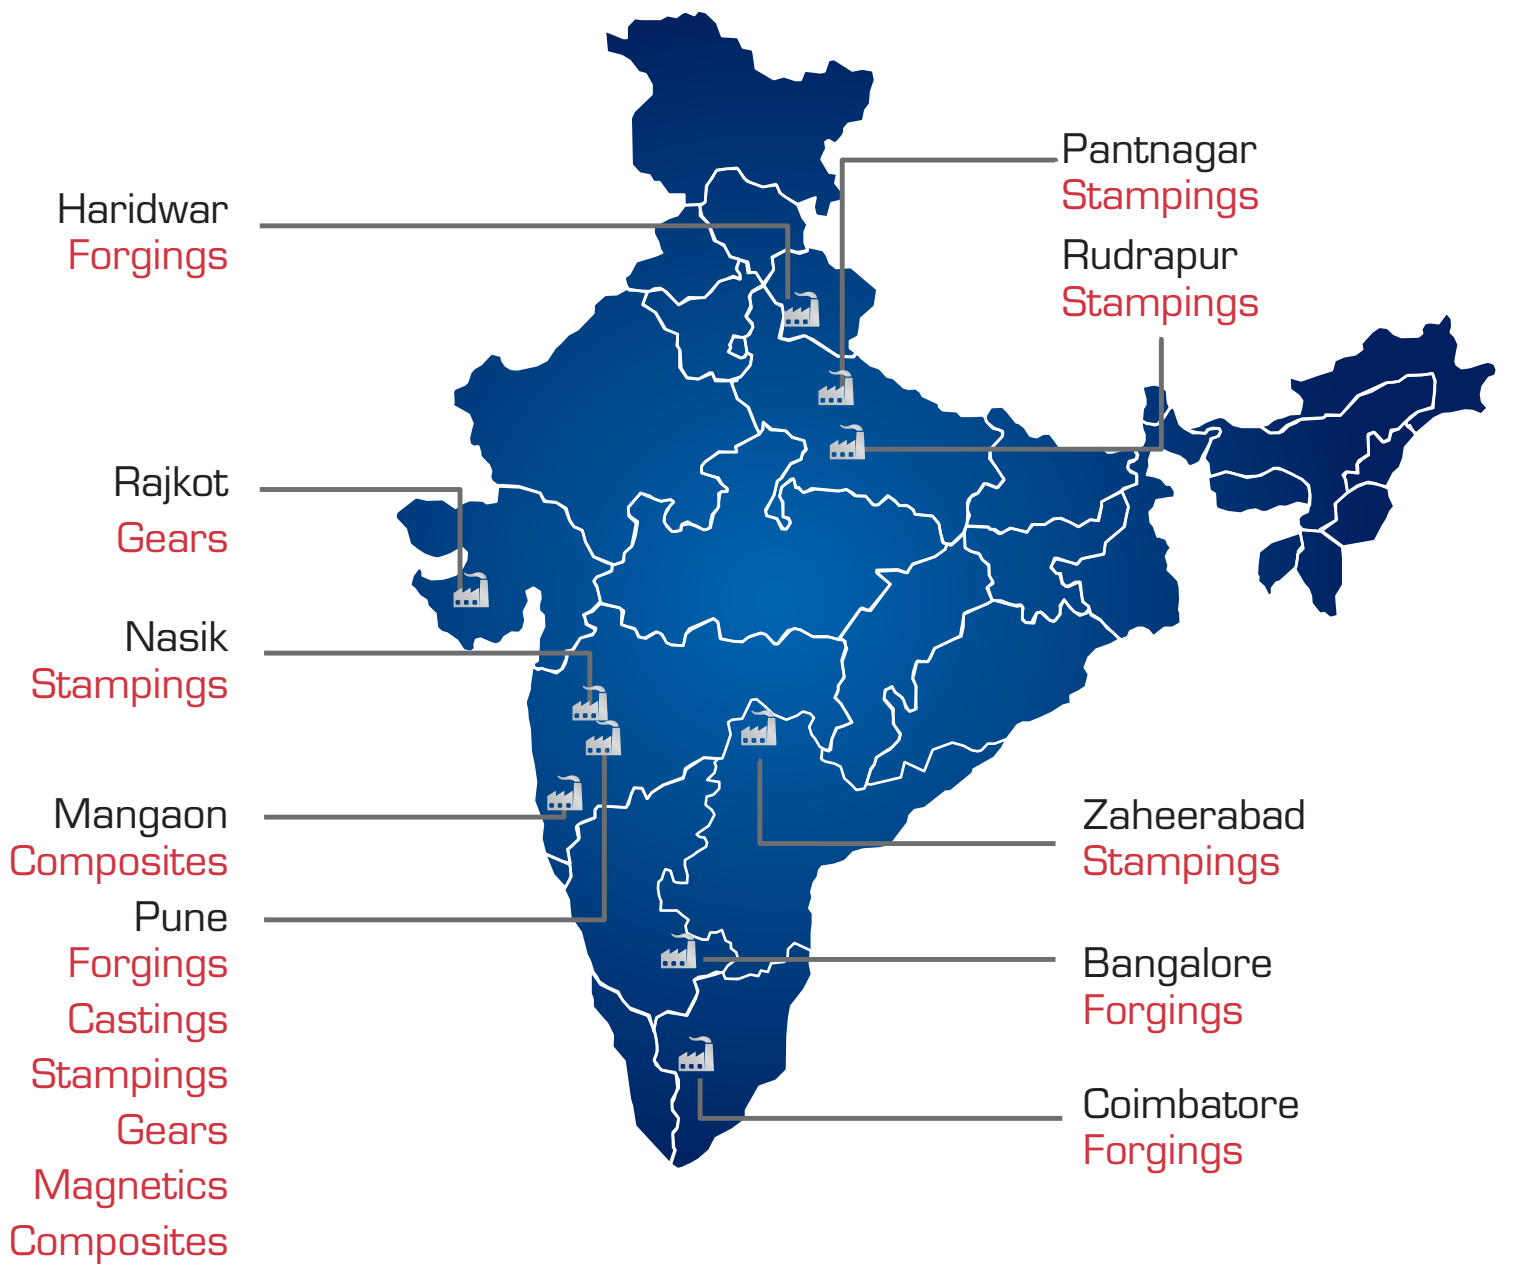 Haridwar
Forgings
Rajkot
Gears
Nasik
Stampings
Mangaon
Composites
Pune
Forgings
Castings
Stampings
Gears
Magnetics
Composites
Pantnagar
Stampings
Rudrapur
Stampings
Zaheerabad
Stampings
Bangalore
Forgings
Coimbatore
Forgings